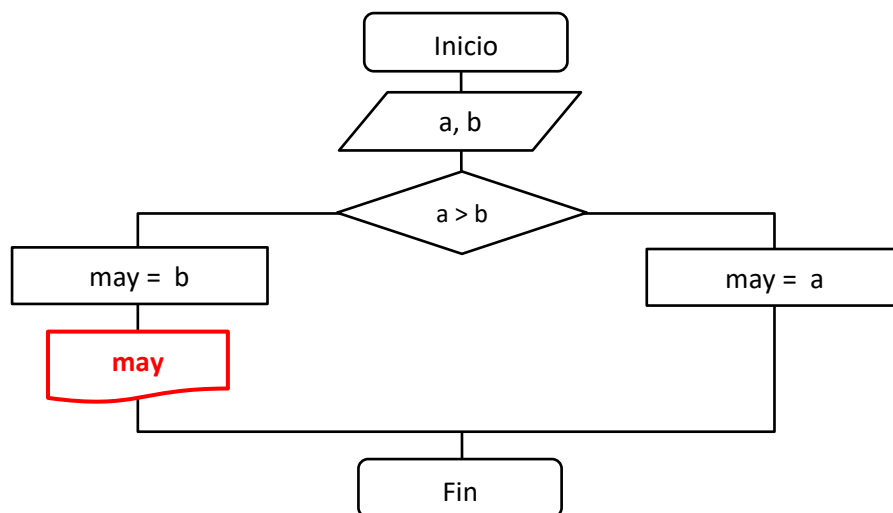 Inicio
a, b
a > b
may =  b
may =  a
may
Fin